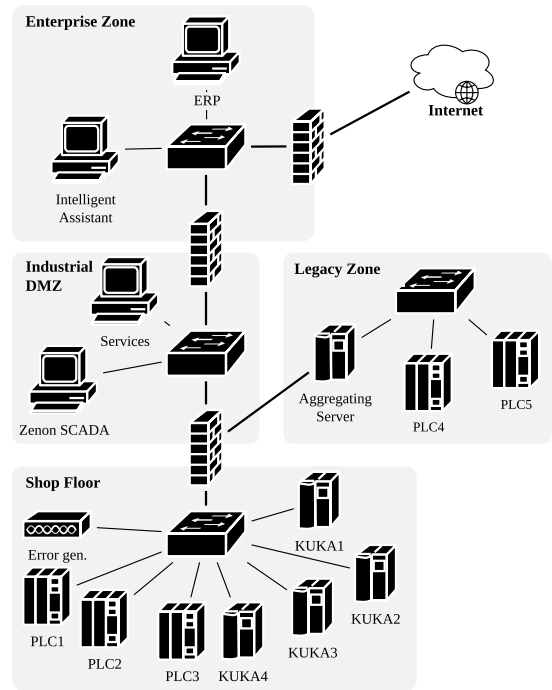 Enterprise Zone
ERP
Internet
Intelligent
Assistant
Industrial
DMZ
Services
Zenon SCADA
Legacy Zone
Aggregating
Server
PLC4
PLC5
Shop Floor
Error gen.
KUKA1
KUKA2
PLC1
PLC2
PLC3
KUKA4
KUKA3